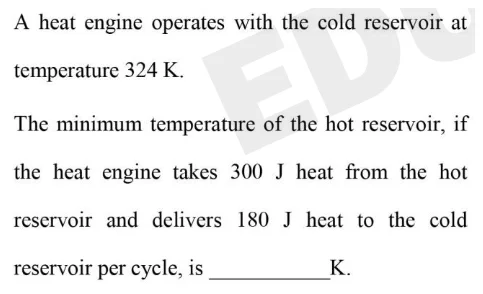 A heat engine operates with the cold reservoir at
temperature 324 K.
The minimum temperature of the hot reservoir, if
the heat engine takes 300 J heat from the hot
reservoir and delivers 180 J heat to the cold
reservoir per cycle, is ____________K.